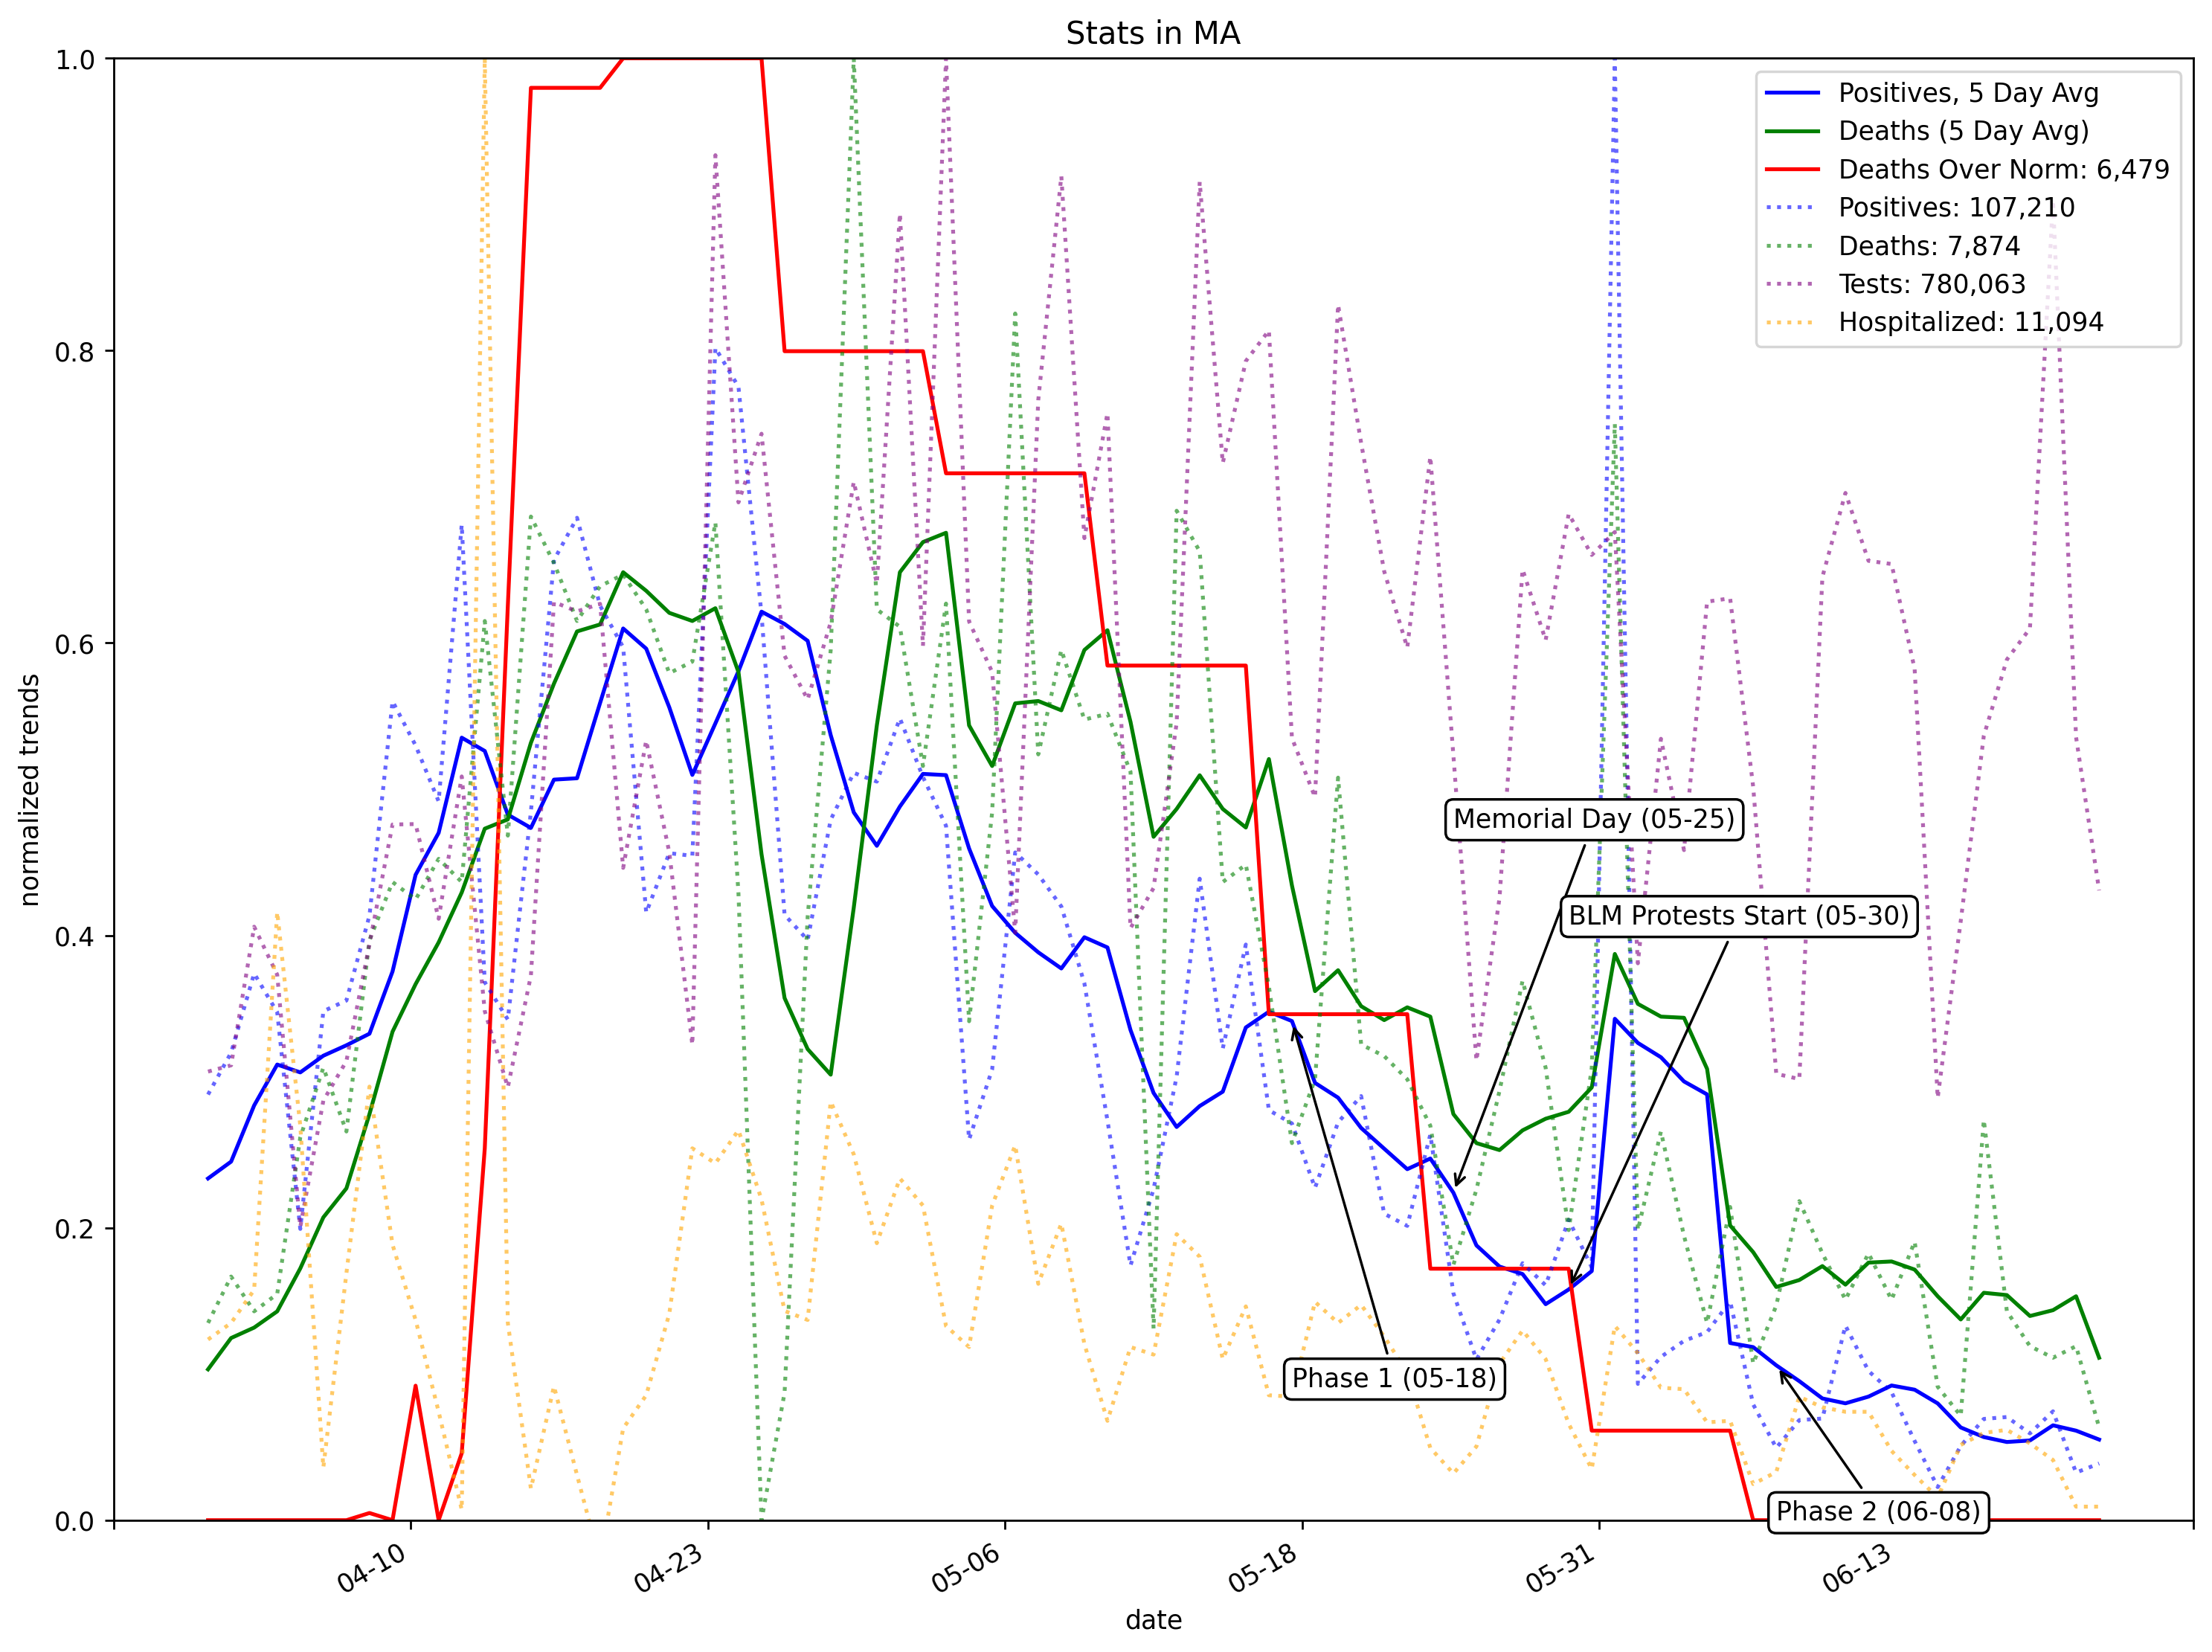 Stats in MA
1.0
0.8
0.6
0.4
0.2
0.0
normalized trends
Positives, 5 Day Avg
Deaths (5 Day Avg)
Deaths Over Norm: 6,479
Positives: 107,210
Deaths: 7,874
Tests: 780,063
Hospitalized: 11,094
Memorial Day (05-25)
BLM Protests Start (05-30)
Phase 1 (05-18)
Phase 2 (06-08)
04-10
04-23
05-06
05-18
05-31
06-13
date